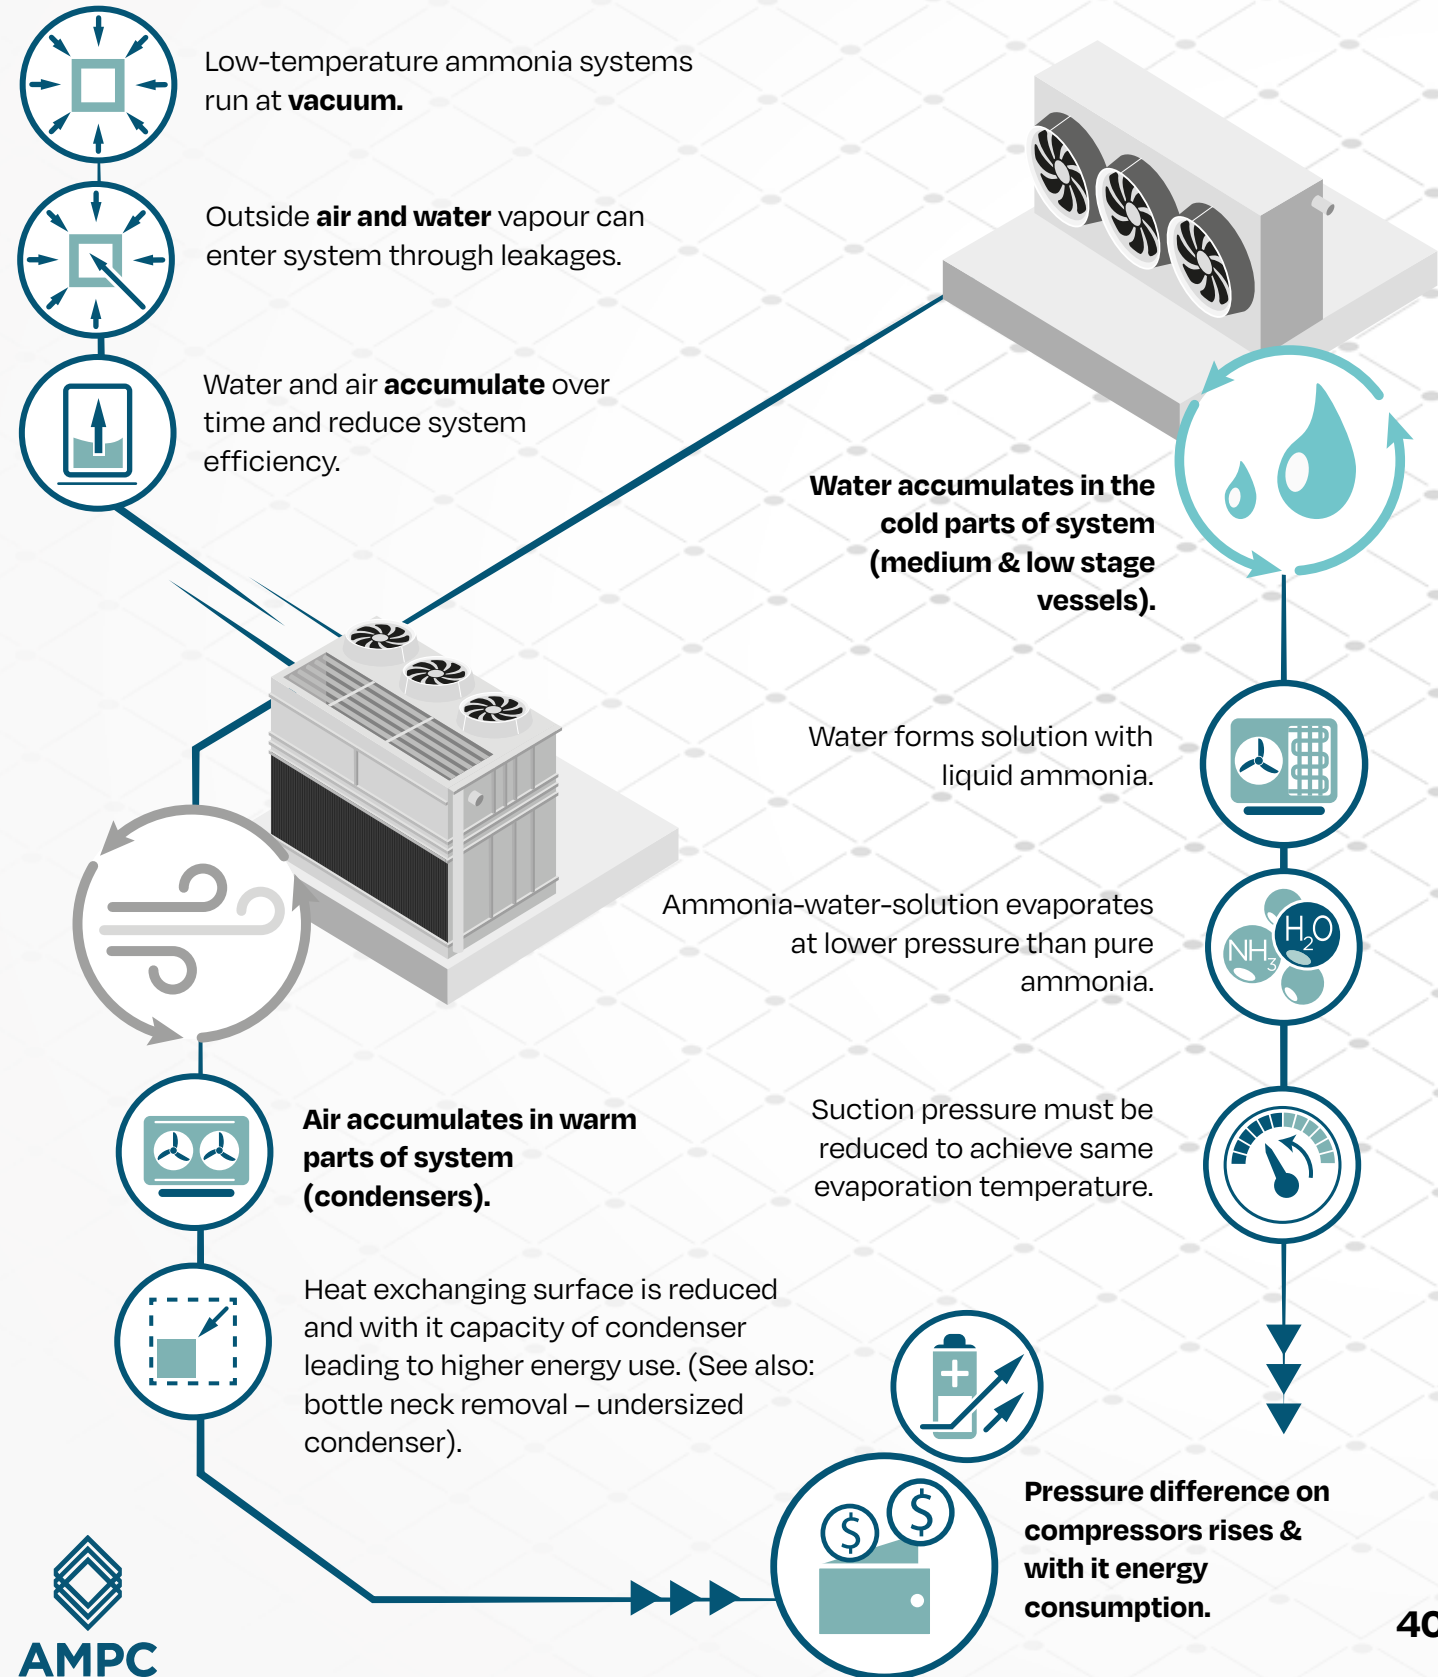 Low-temperature ammonia systems
run at vacuum.
Outside air and water vapour can
enter system through leakages.
Water and air accumulate over
time and reduce system
efficiency.
Water accumulates in the
cold parts of system
(medium & low stage
vessels).
Water forms solution with
liquid ammonia.
Ammonia-water-solution evaporates
at lower pressure than pure
ammonia.
NH3
H2O
Suction pressure must be
reduced to achieve same
evaporation temperature.
Air accumulates in warm
parts of system
(condensers).
Heat exchanging surface is reduced
and with it capacity of condenser
leading to higher energy use. (See also:
bottle neck removal – undersized
condenser).
$
$
Pressure difference on
compressors rises &
with it energy
consumption.
40
AMPC